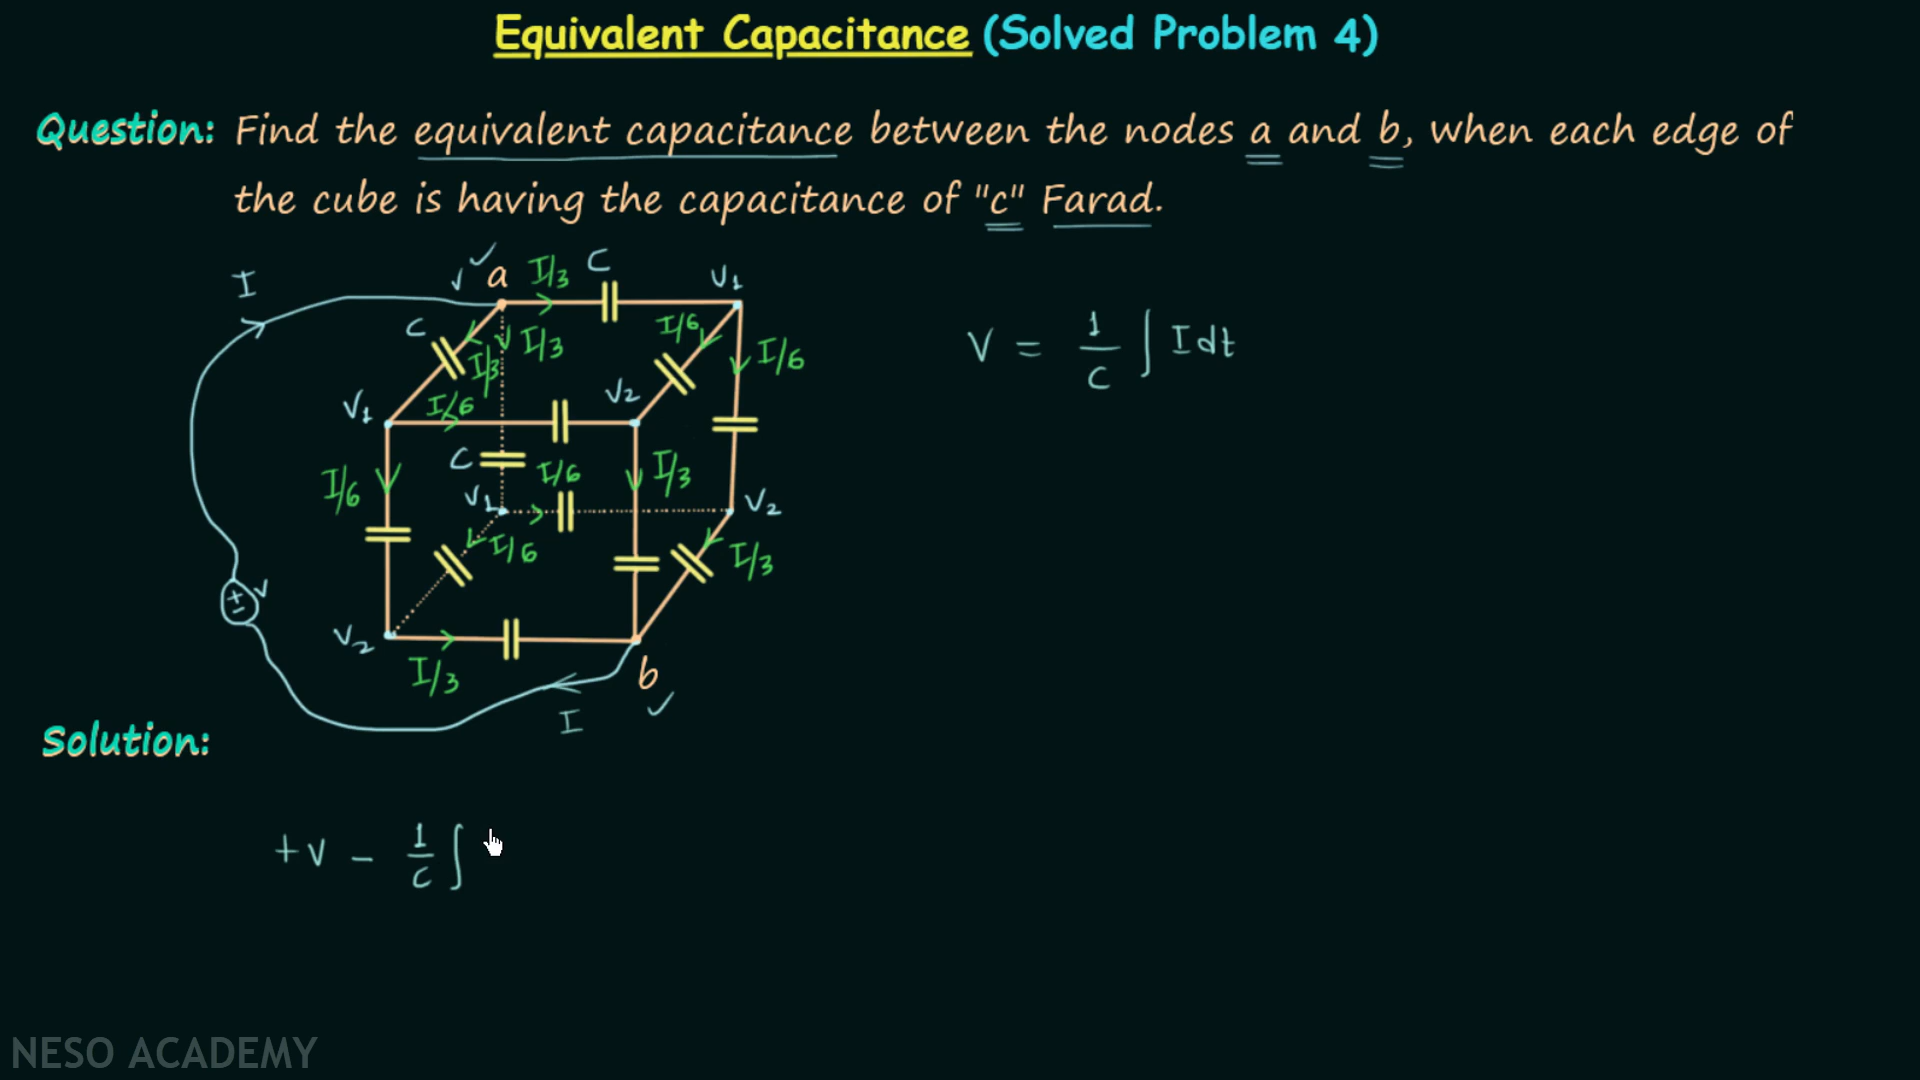 Equivalent Capacitance (Solved Problem 4)
Question: Find the equivalent capacitance between the nodes a and b, when each edge of
the cube is having the capacitance of "c" Farad.
I
a
I/3
C
V₁
C
I/3
I/3
I/6
I/6
V = 1/C ∫ I dt
V₁
I/6
V₂
I/6
C
I/6
I/3
V₁
V₂
I/6
I/3
± V
V₂
I/3
b
I
Solution:
+V - 1/C ∫
NESO ACADEMY